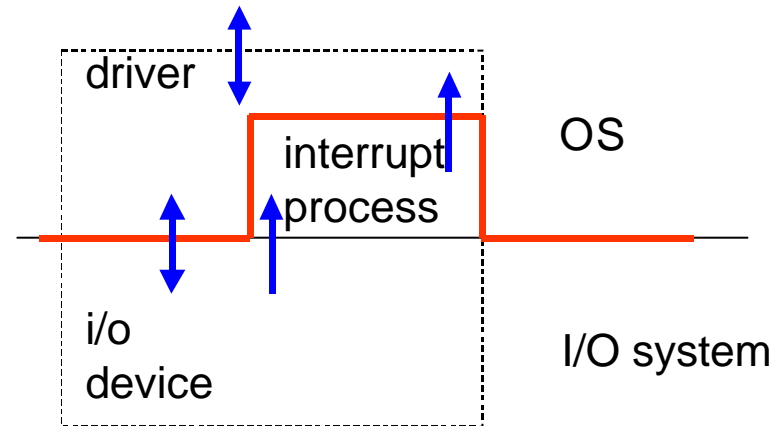 driver
OS
interrupt
process
i/o
device
I/O system